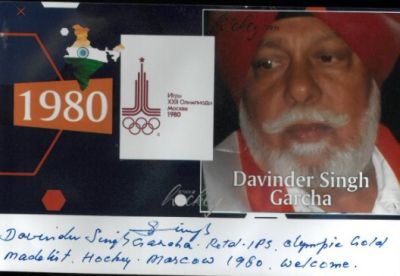 1980
Игры
XXII Олимпиады
Москва
1980
Davinder Singh
Garcha
Davinder Singh Garcha. Retd-IPS. Olympic Gold
Madelist. Hockey. Moscow 1980. Welcome.